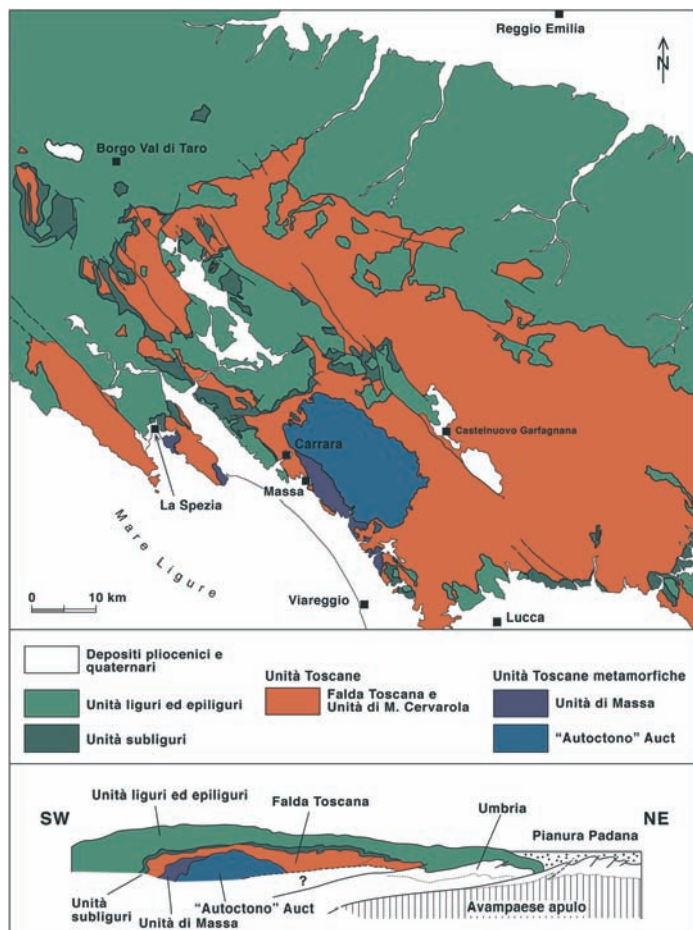 Reggio Emilia
N
Borgo Val di Taro
Castelnuovo Garfagnana
Carrara
La Spezia
Massa
Mare Ligure
Viareggio
0
10 km
Lucca
Depositi pliocenici e
quaternari
Unità liguri ed epiliguri
Unità subliguri
Unità Toscane
Falda Toscana e
Unità di M. Cervarola
Unità Toscane metamorfiche
Unità di Massa
“Autoctono” Auct
SW
Unità liguri ed epiliguri
Falda Toscana
Umbria
NE
Pianura Padana
?
Unità
subliguri
Unità di Massa
“Autoctono” Auct
Avampaese apulo